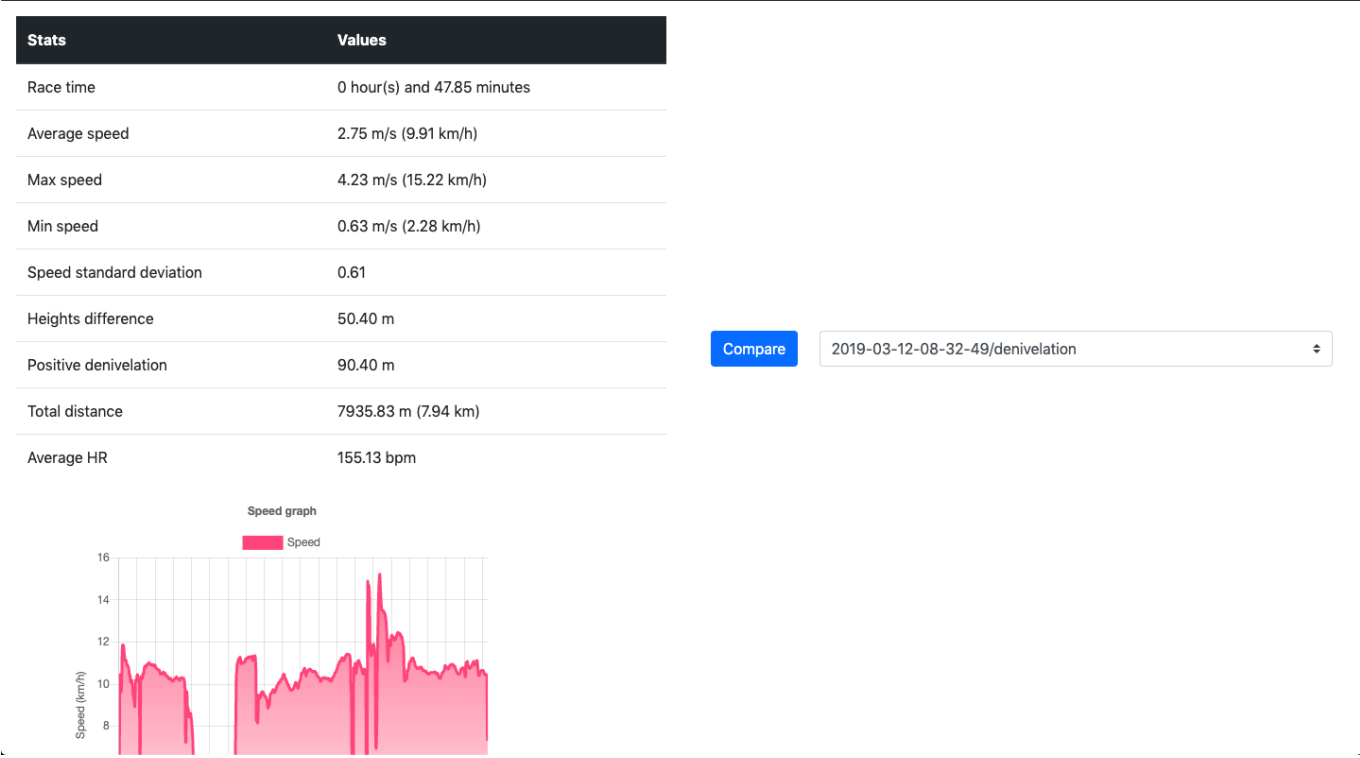 Stats Values
Race time 0 hour(s) and 47.85 minutes
Average speed 2.75 m/s (9.91 km/h)
Max speed 4.23 m/s (15.22 km/h)
Min speed 0.63 m/s (2.28 km/h)
Speed standard deviation 0.61
Heights difference 50.40 m
Positive denivelation 90.40 m
Total distance 7935.83 m (7.94 km)
Average HR 155.13 bpm
Compare 2019-03-12-08-32-49/denivelation
Speed graph
Speed
16
14
12
10
8
Speed (km/h)